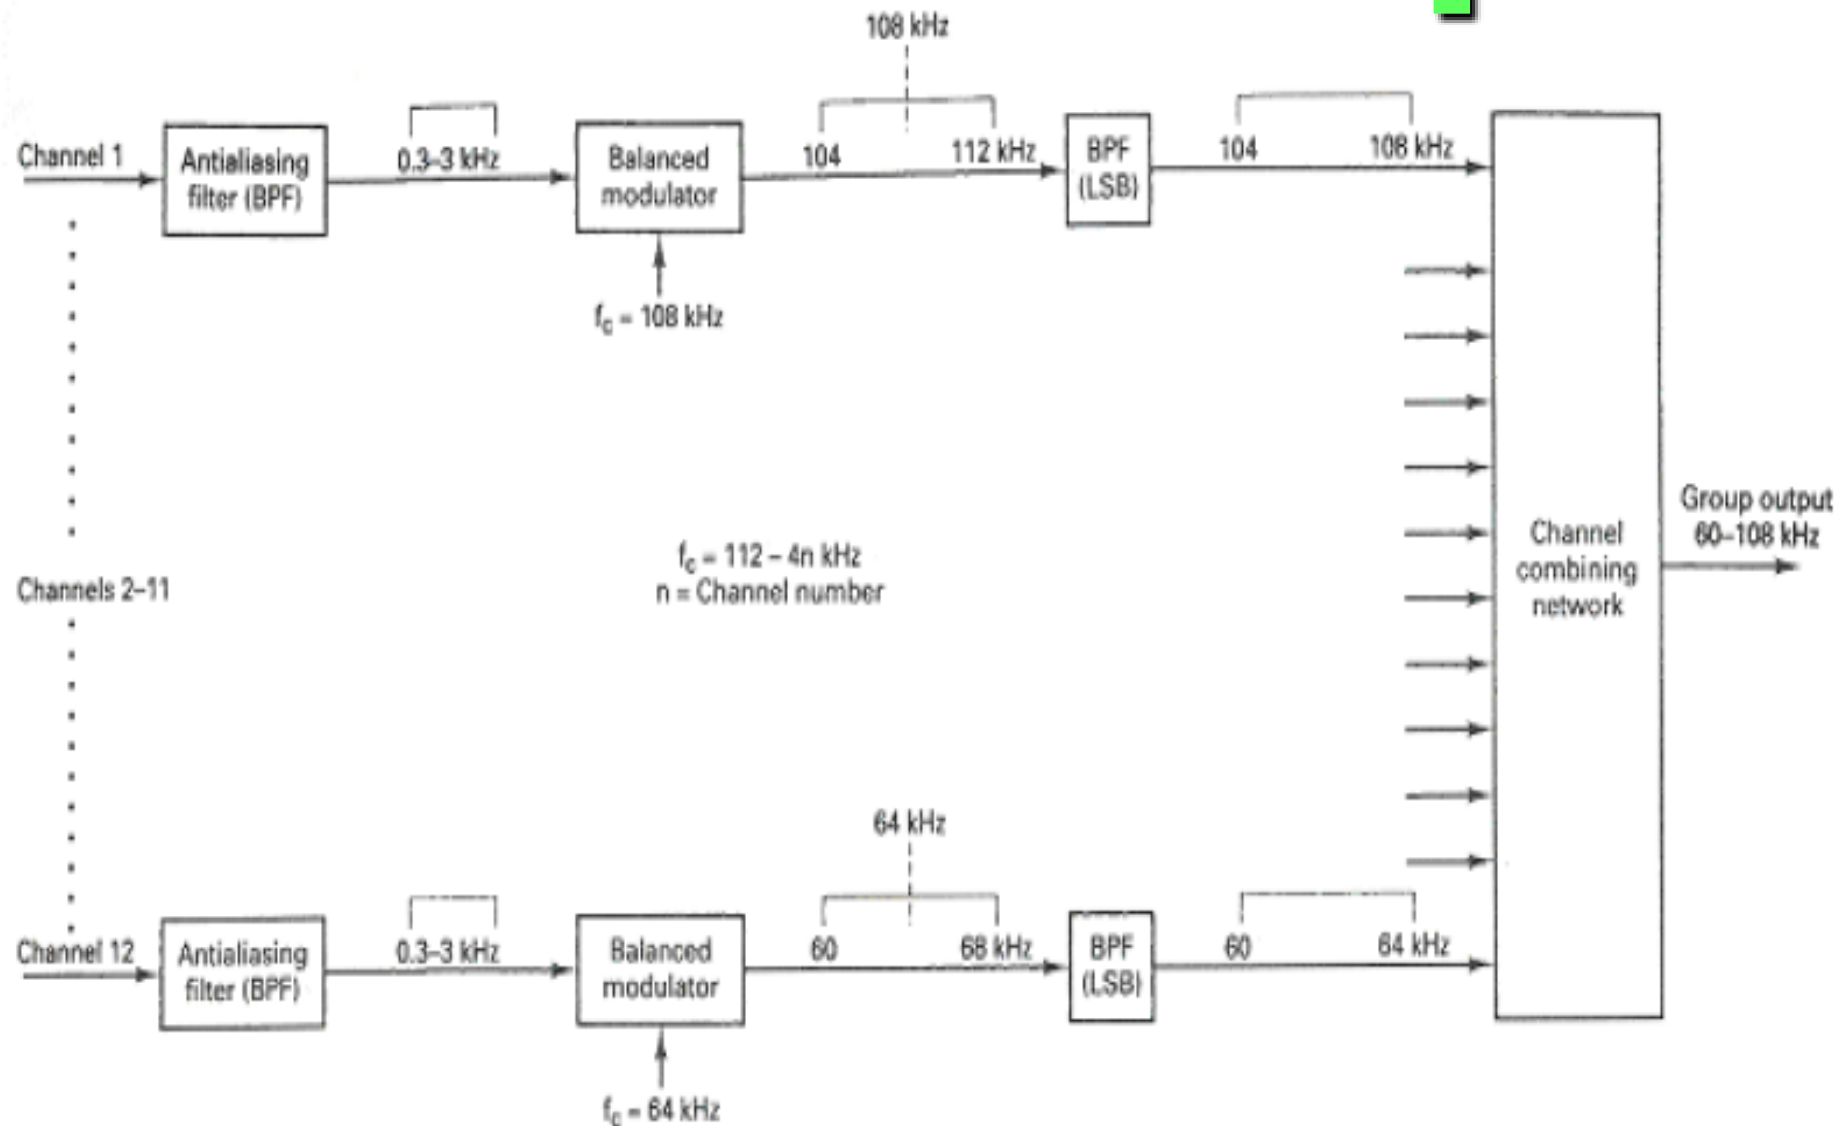 108 kHz
Channel 1
Antialiasing
filter (BPF)
0.3–3 kHz
Balanced
modulator
104
112 kHz
BPF
(LSB)
104
108 kHz
fc = 108 kHz
Channels 2–11
fc = 112 – 4n kHz
n = Channel number
Channel
combining
network
Group output
60–108 kHz
64 kHz
Channel 12
Antialiasing
filter (BPF)
0.3–3 kHz
Balanced
modulator
60
68 kHz
BPF
(LSB)
60
64 kHz
fc = 64 kHz